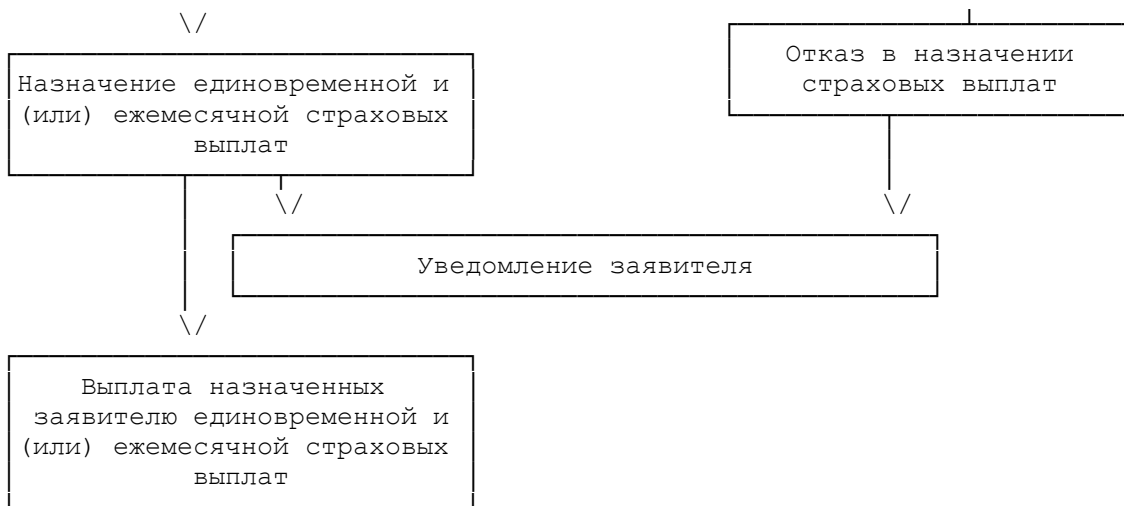 Отказ в назначении
страховых выплат
Назначение единовременной и
(или) ежемесячной страховых
выплат
Уведомление заявителя
Выплата назначенных
заявителю единовременной и
(или) ежемесячной страховых
выплат